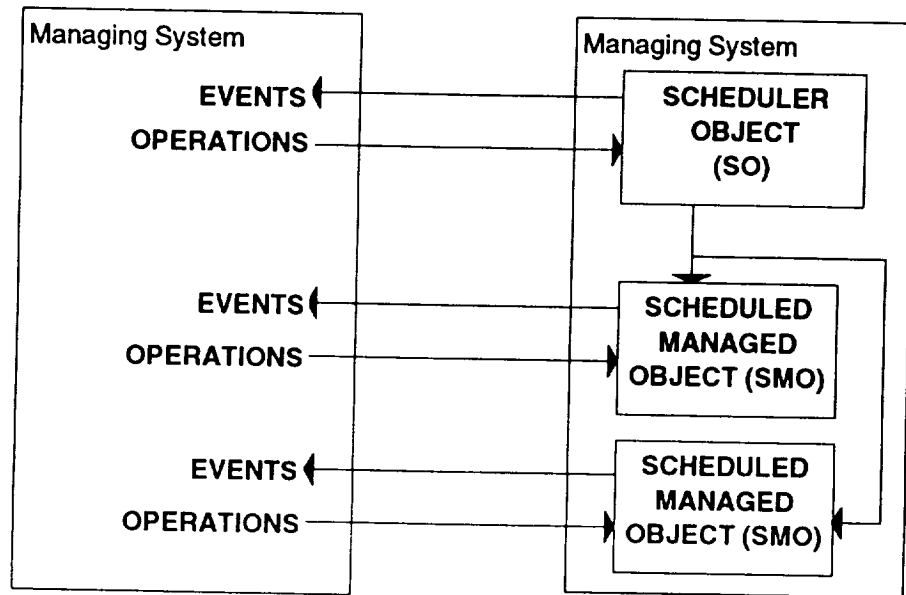 Managing System
EVENTS
OPERATIONS
EVENTS
OPERATIONS
EVENTS
OPERATIONS
Managing System
SCHEDULER
OBJECT
(SO)
SCHEDULED
MANAGED
OBJECT (SMO)
SCHEDULED
MANAGED
OBJECT (SMO)